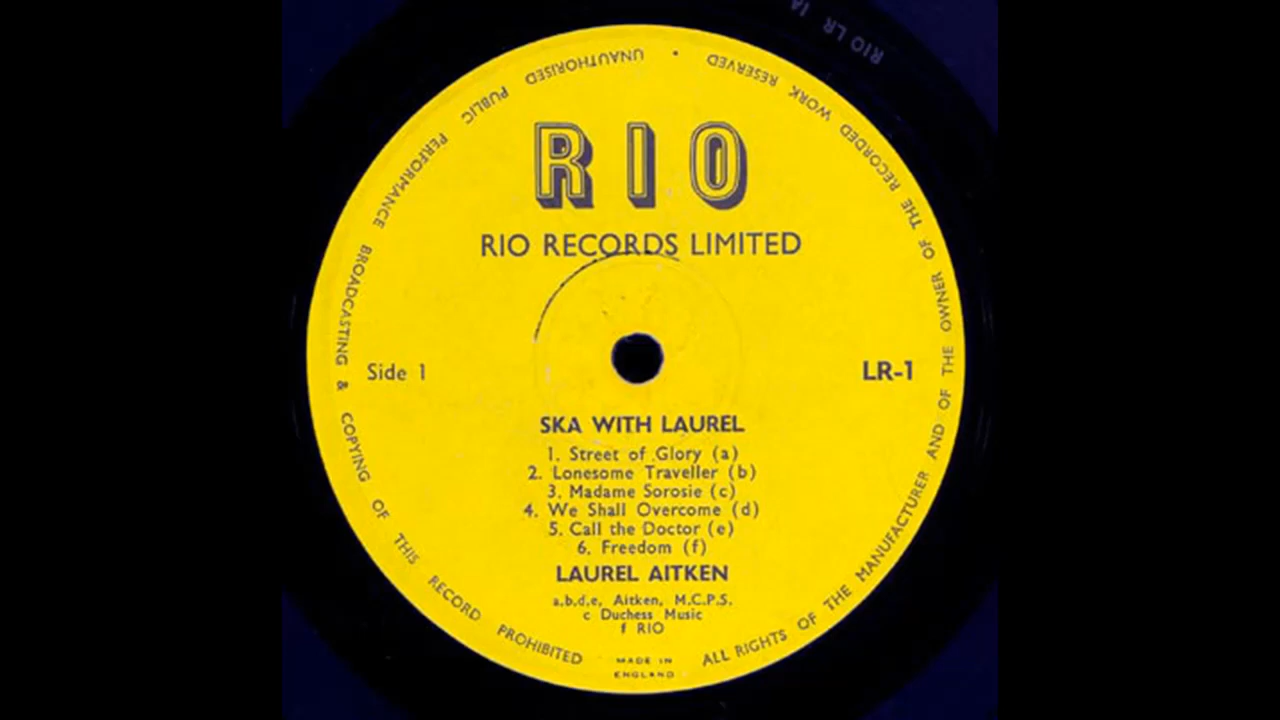 RIO LR 1A
RIO
RIO RECORDS LIMITED
Side 1
LR-1
SKA WITH LAUREL
1. Street of Glory (a)
2. Lonesome Traveller (b)
3. Madame Sorosie (c)
4. We Shall Overcome (d)
5. Call the Doctor (e)
6. Freedom (f)
LAUREL AITKEN
a,b,d,e, Aitken, M.C.P.S.
c Duchess Music
f RIO
MADE IN
ENGLAND
ALL RIGHTS OF THE MANUFACTURER AND OF THE OWNER OF THE RECORDED WORK RESERVED • UNAUTHORISED PUBLIC PERFORMANCE BROADCASTING & COPYING OF THIS RECORD PROHIBITED